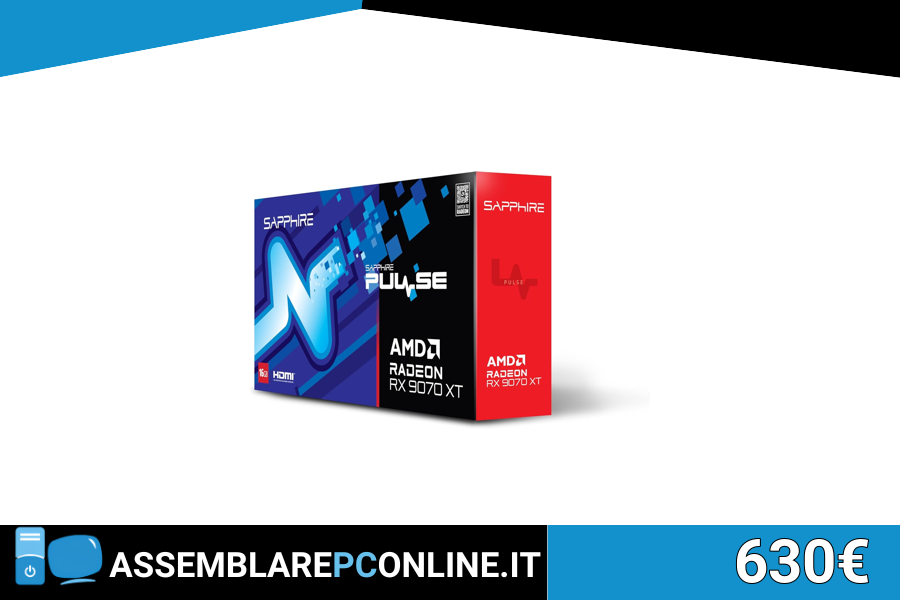 SAPPHIRE
SAPPHIRE
PULSE
AMD
RADEON
RX 9070 XT
16GB
HDMI
SAPPHIRE
PULSE
AMD
RADEON
RX 9070 XT
ASSEMBLAREPCONLINE.IT
630€